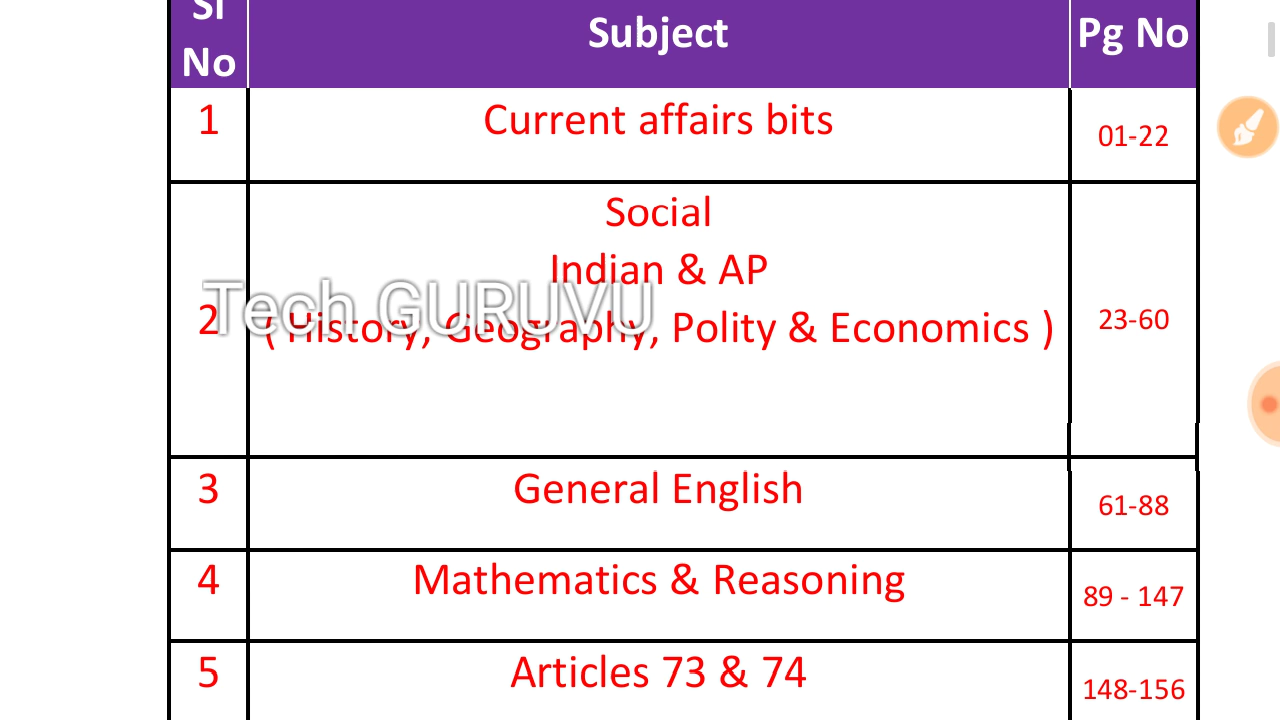 Sl No
Subject
Pg No
1
Current affairs bits
01-22
2
Social
Indian & AP
( History, Geography, Polity & Economics )
23-60
Tech GURUVU
3
General English
61-88
4
Mathematics & Reasoning
89 - 147
5
Articles 73 & 74
148-156